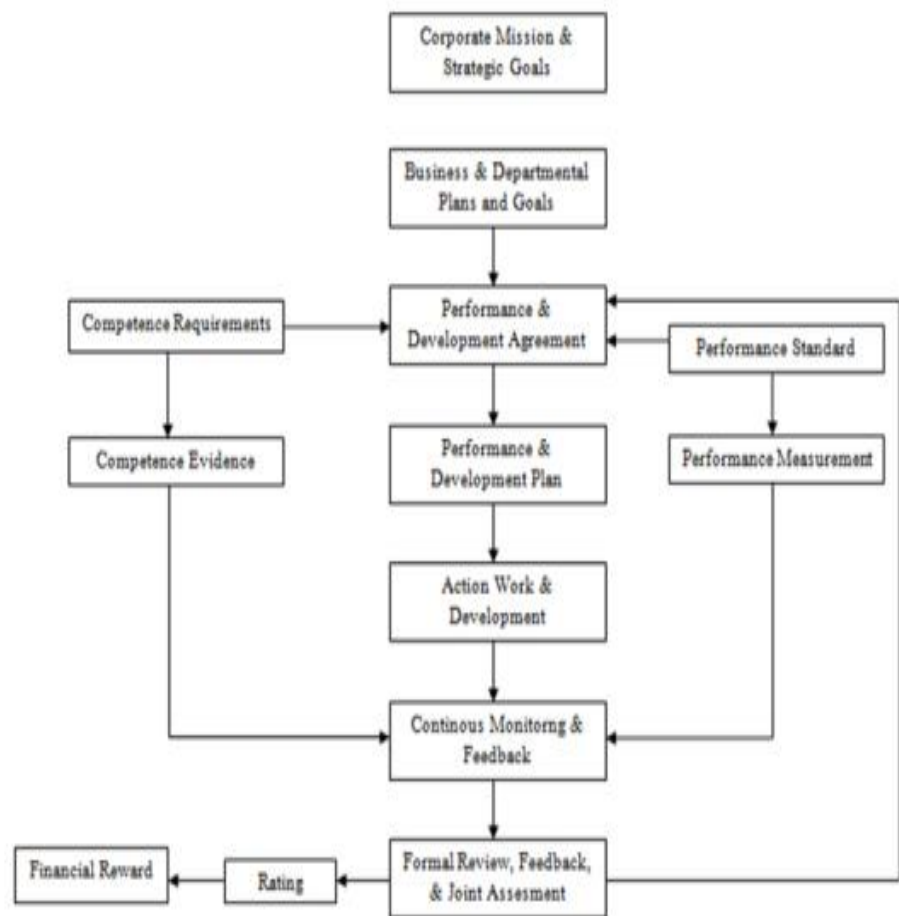 Corporate Mission &
Strategic Goals
Business & Departmental
Plans and Goals
Competence Requirements
Performance &
Development Agreement
Performance Standard
Competence Evidence
Performance &
Development Plan
Performance Measurement
Action Work &
Development
Continous Monitorng &
Feedback
Financial Reward
Rating
Formal Review, Feedback,
& Joint Assesment